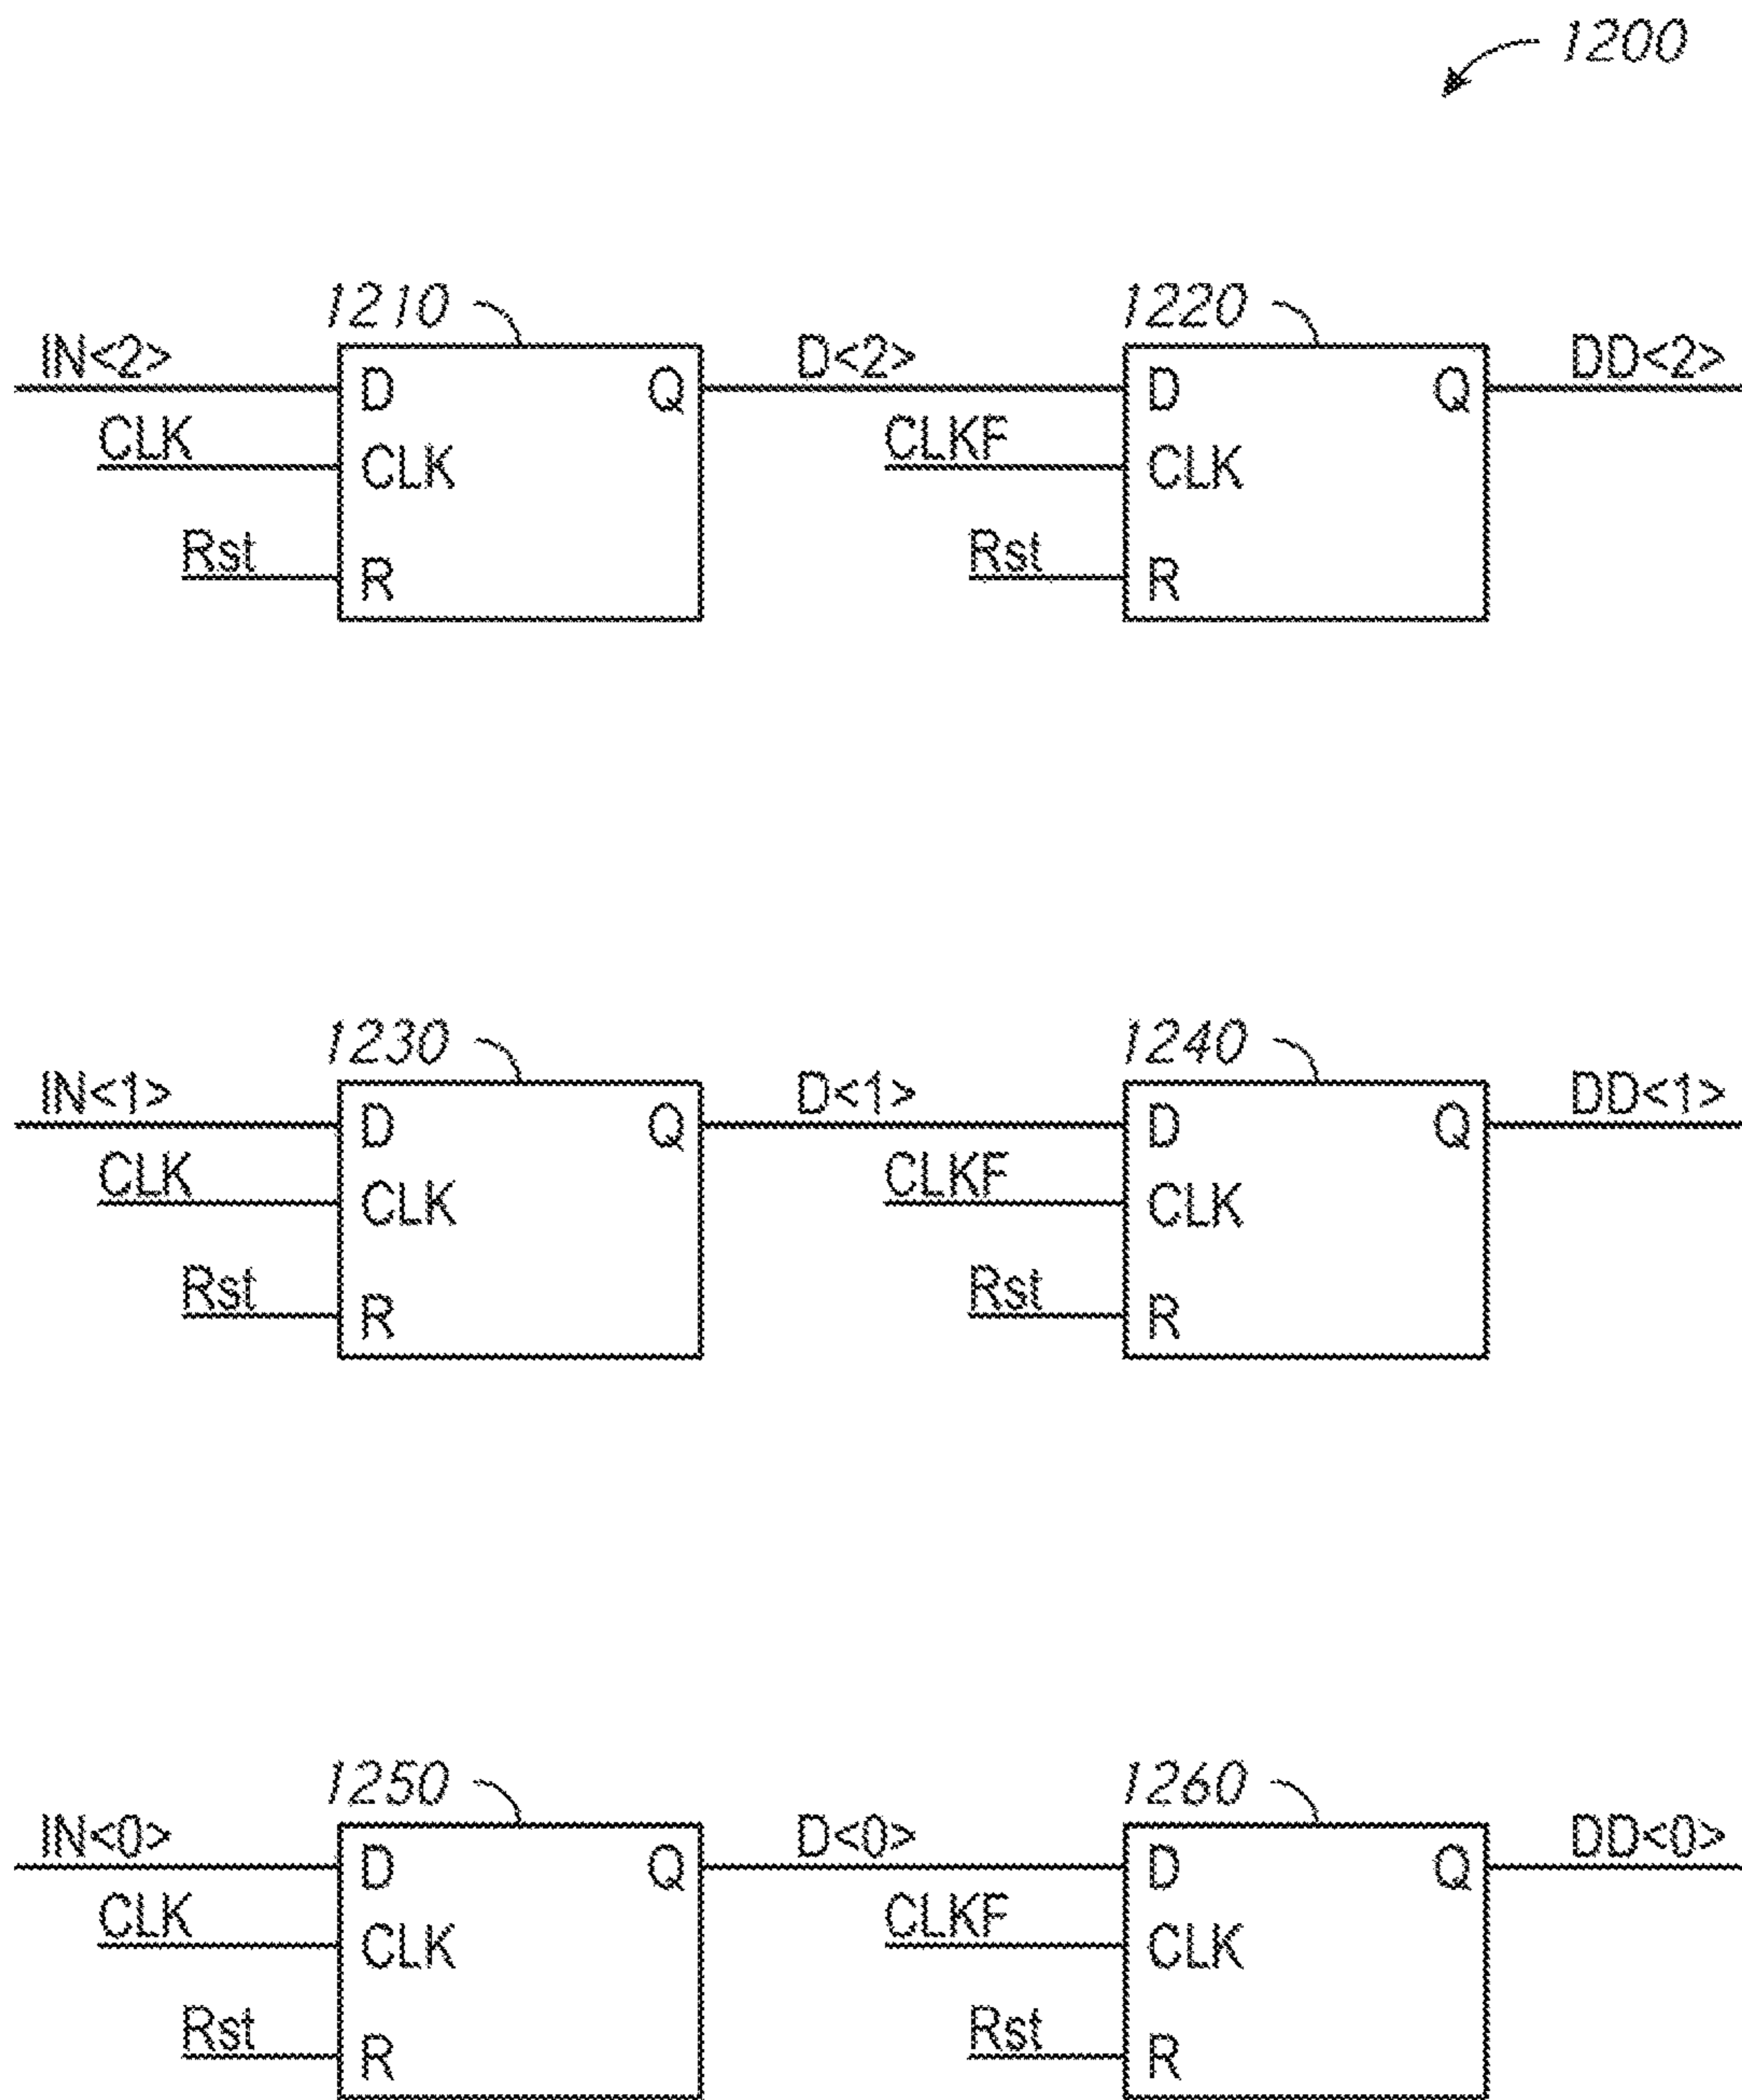 1200
1210 1220
IN<2> D<2> DD<2>
D Q D Q
CLK CLKF
CLK CLK
Rst Rst
R R
1230 1240
IN<1> D<1> DD<1>
D Q D Q
CLK CLKF
CLK CLK
Rst Rst
R R
1250 1260
IN<0> D<0> DD<0>
D Q D Q
CLK CLKF
CLK CLK
Rst Rst
R R